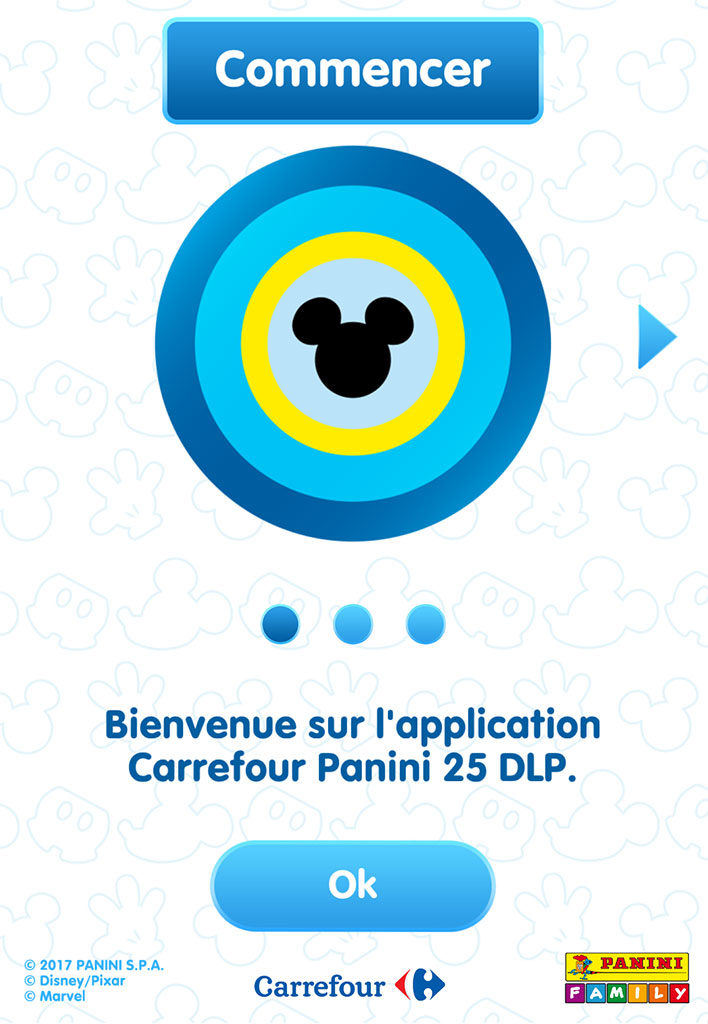 Commencer
Bienvenue sur l'application
Carrefour Panini 25 DLP.
Ok
© 2017 PANINI S.P.A.
© Disney/Pixar
© Marvel
Carrefour
PANINI
FAMILY